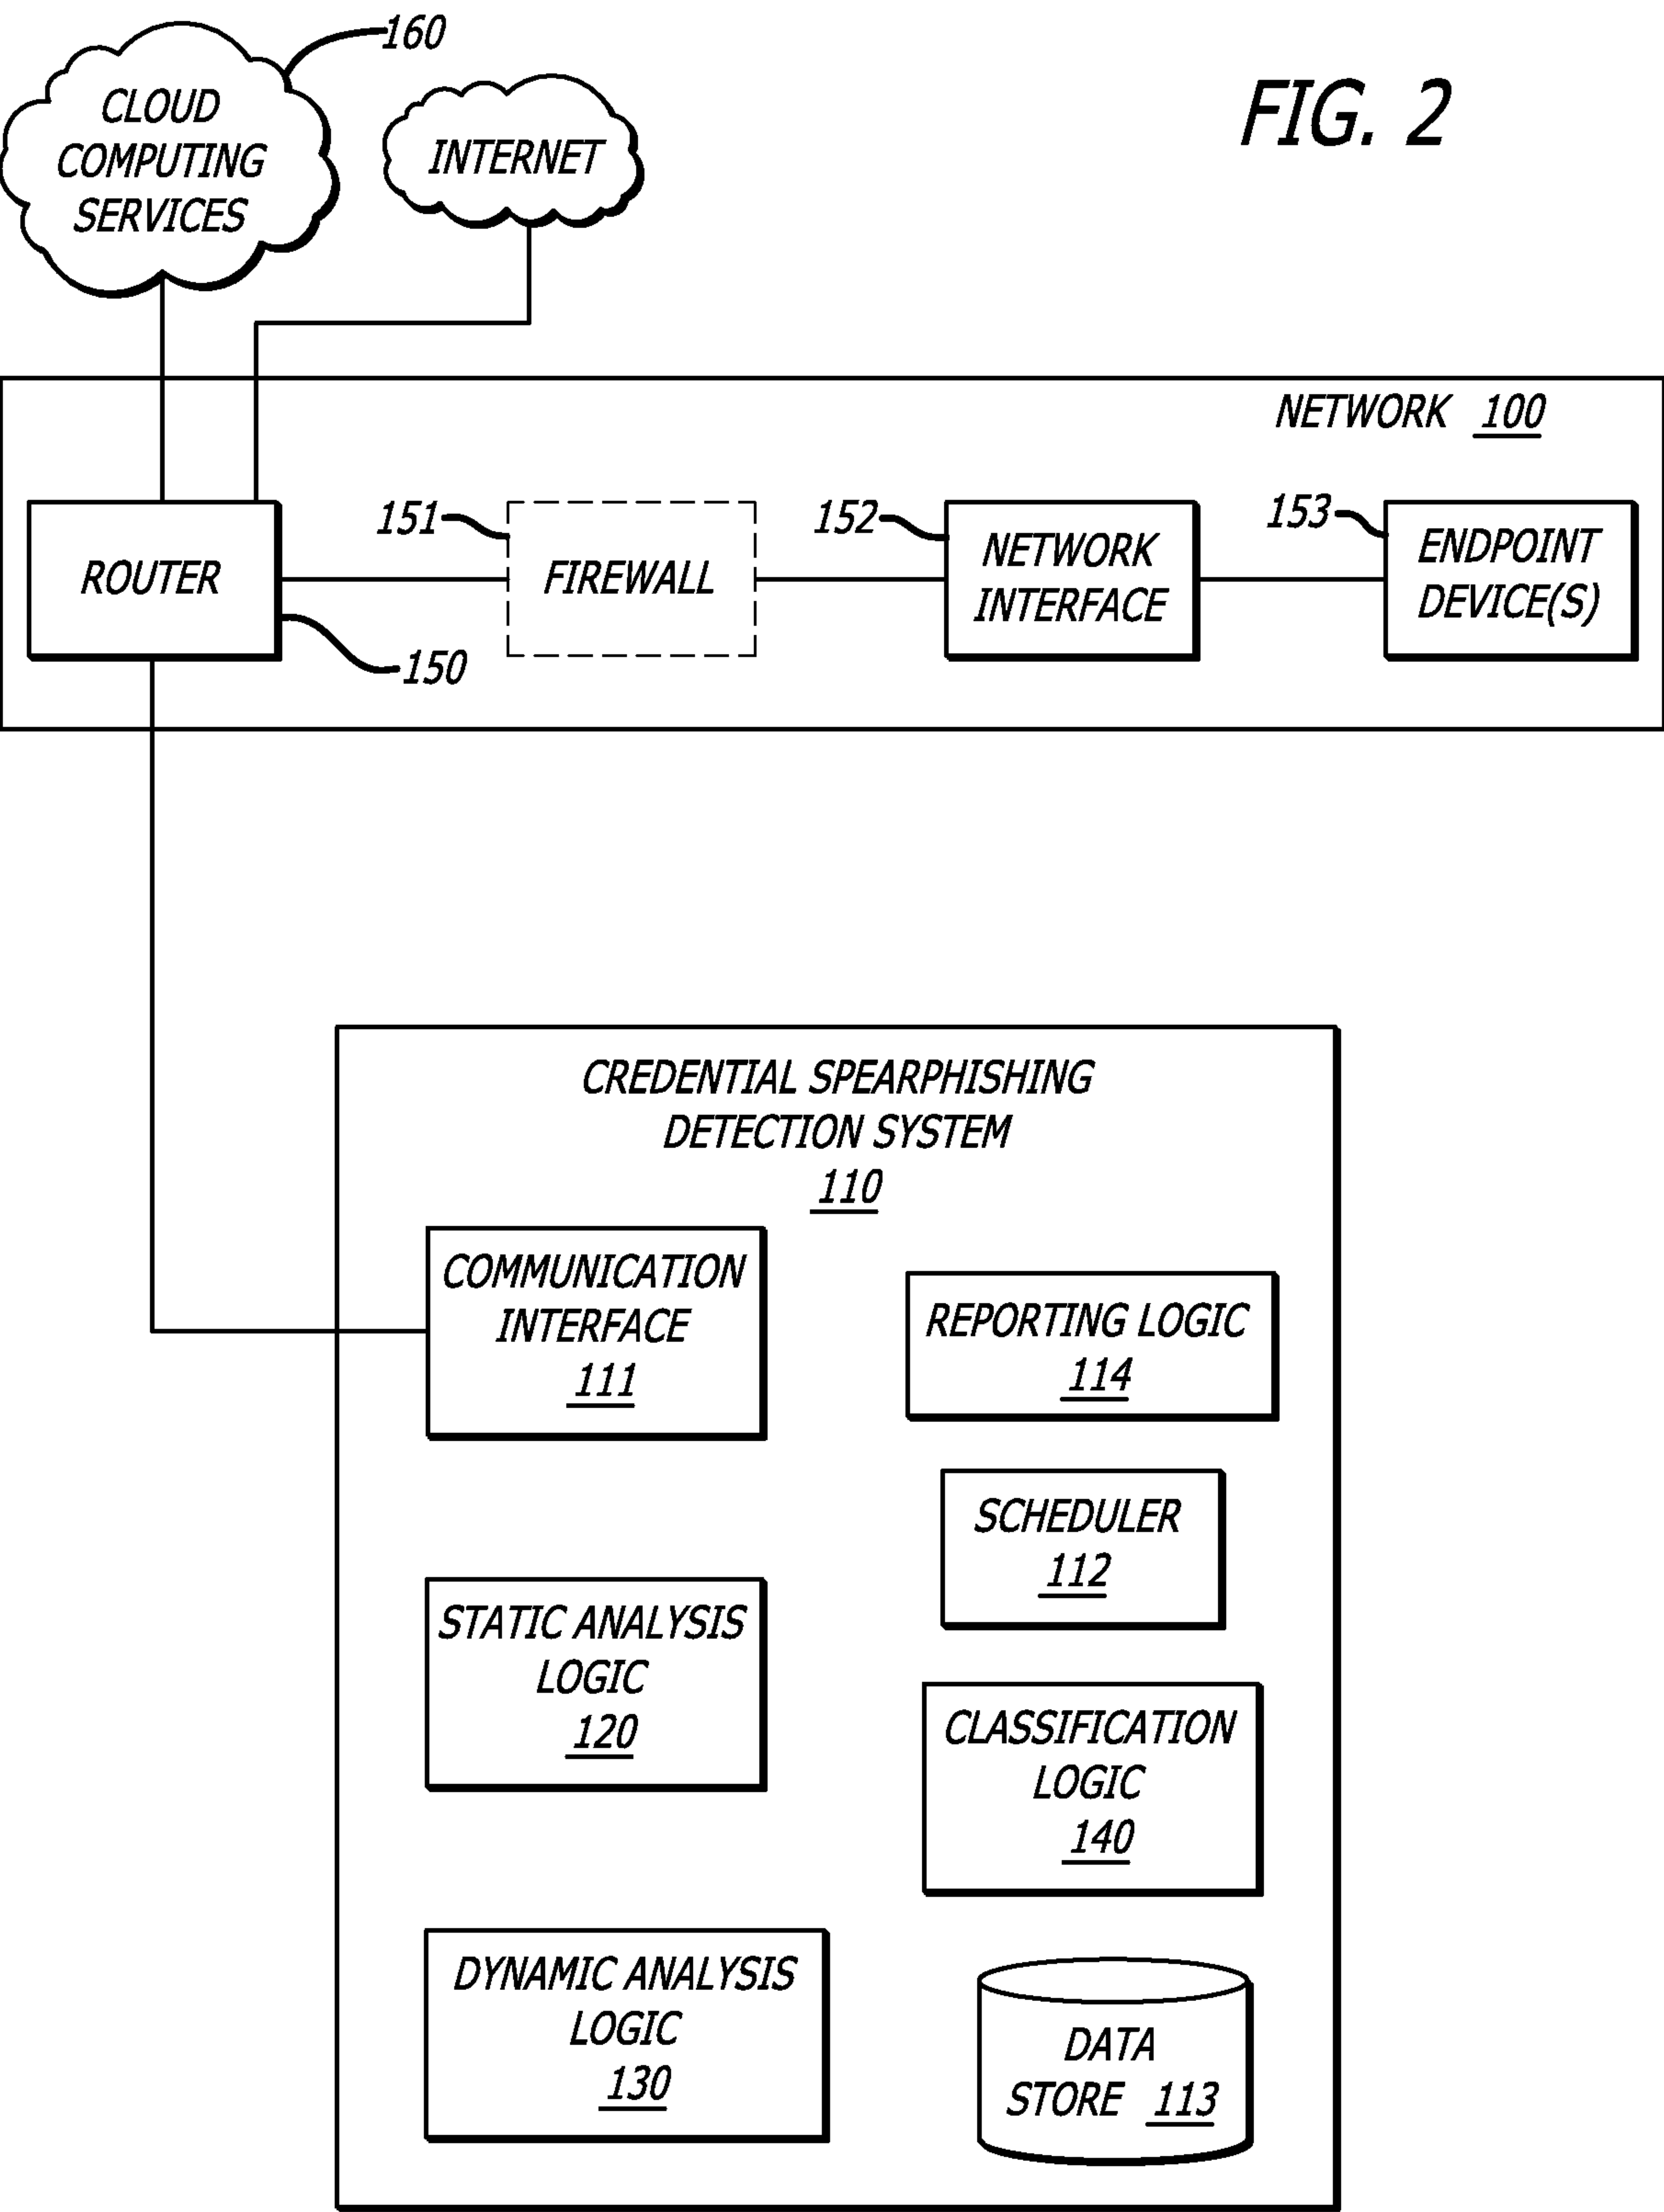 160
CLOUD
COMPUTING
SERVICES
INTERNET
FIG. 2
NETWORK 100
151
152
153
ROUTER
FIREWALL
NETWORK
INTERFACE
ENDPOINT
DEVICE(S)
150
CREDENTIAL SPEARPHISHING
DETECTION SYSTEM
110
COMMUNICATION
INTERFACE
111
REPORTING LOGIC
114
SCHEDULER
112
STATIC ANALYSIS
LOGIC
120
CLASSIFICATION
LOGIC
140
DYNAMIC ANALYSIS
LOGIC
130
DATA
STORE 113